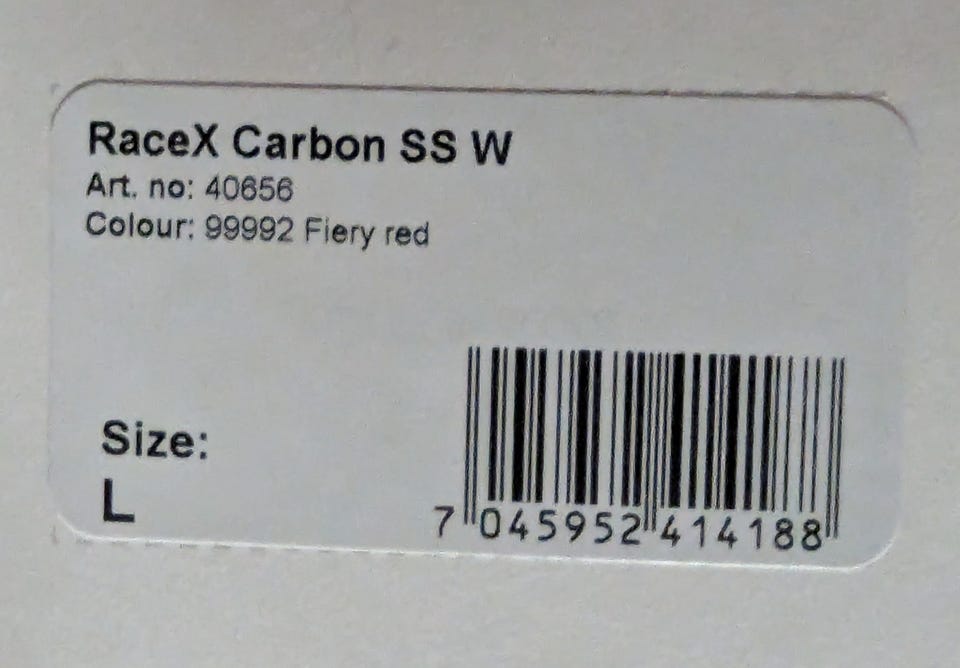 RaceX Carbon SS W
Art. no: 40656
Colour: 99992 Fiery red
Size:
L
7 045952 414188